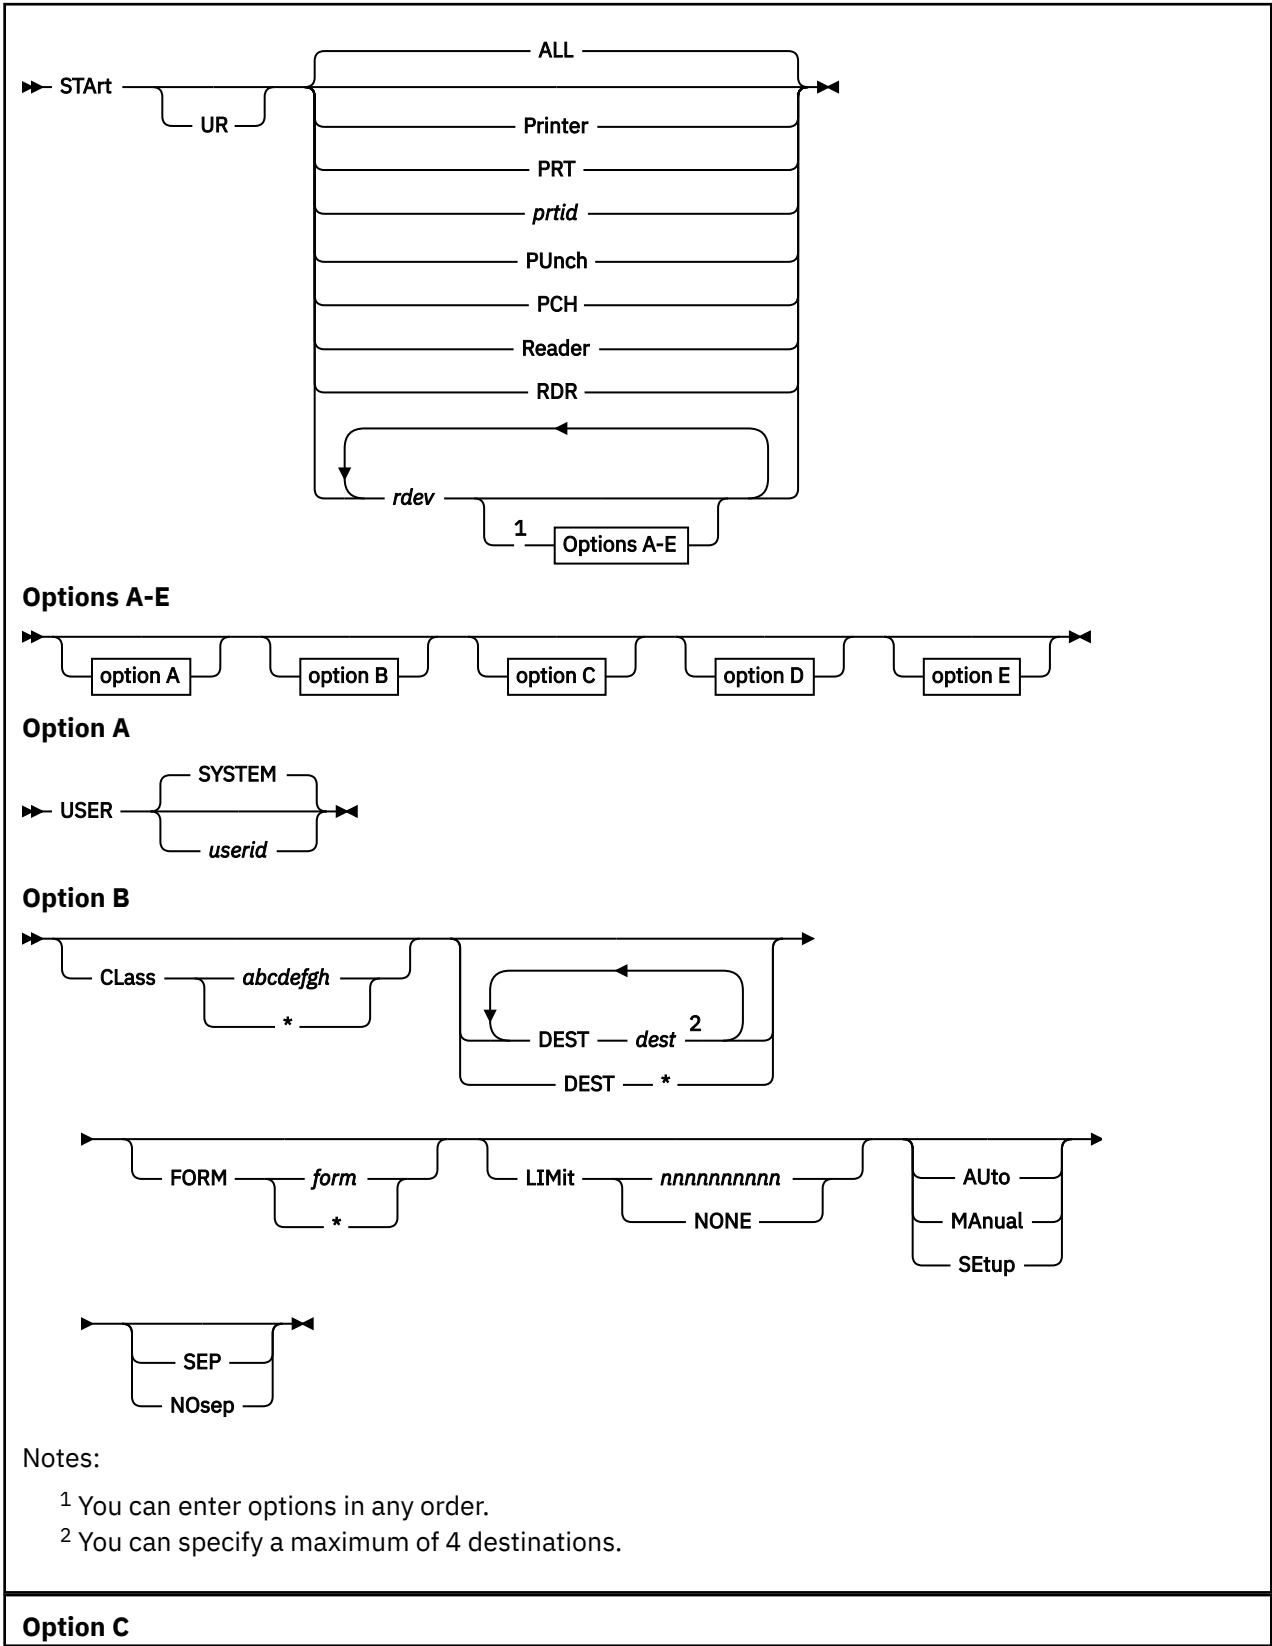 ALL
STArt
UR
Printer
PRT
prtid
PUnch
PCH
Reader
RDR
rdev
1
Options A-E
Options A-E
option A option B option C option D option E
Option A
SYSTEM
USER
userid
Option B
CLass abcdefgh
*
DEST dest 2
DEST *
FORM form LIMit nnnnnnnnnn AUto
* NONE MAnual
SEtup
SEP
NOsep
Notes:
1 You can enter options in any order.
2 You can specify a maximum of 4 destinations.
Option C